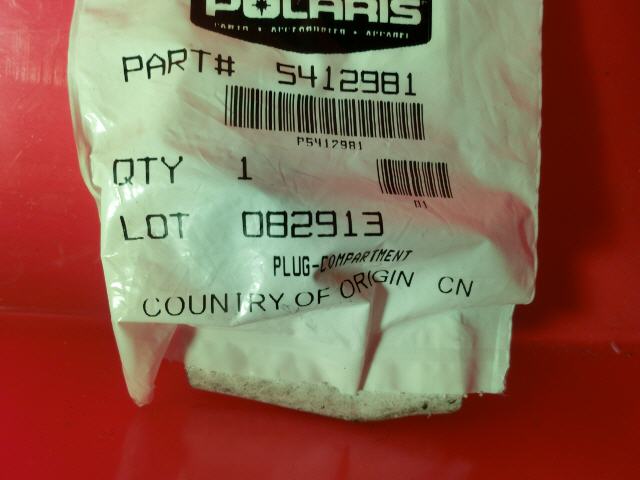 POLARIS
PARTS • ACCESSORIES • APPAREL
PART# 5412981
P5412981
QTY 1
01
LOT 082913
PLUG-COMPARTMENT
COUNTRY OF ORIGIN CN